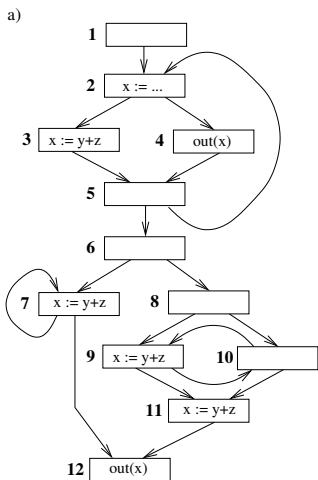 a)
1
2 x := ...
3 x := y+z 4 out(x)
5
6
7 x := y+z 8
9 x := y+z 10
11 x := y+z
12 out(x)